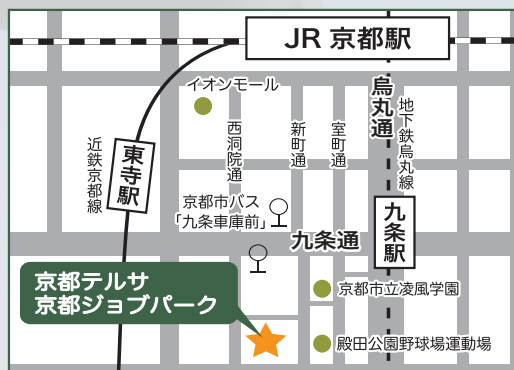 JR 京都駅
イオンモール
烏丸通
地下鉄烏丸線
西洞院通
新町通
室町通
近鉄京都線
東寺駅
京都市バス
「九条車庫前」
九条通
九条駅
京都テルサ
京都ジョブパーク
京都市立凌風学園
殿田公園野球場運動場